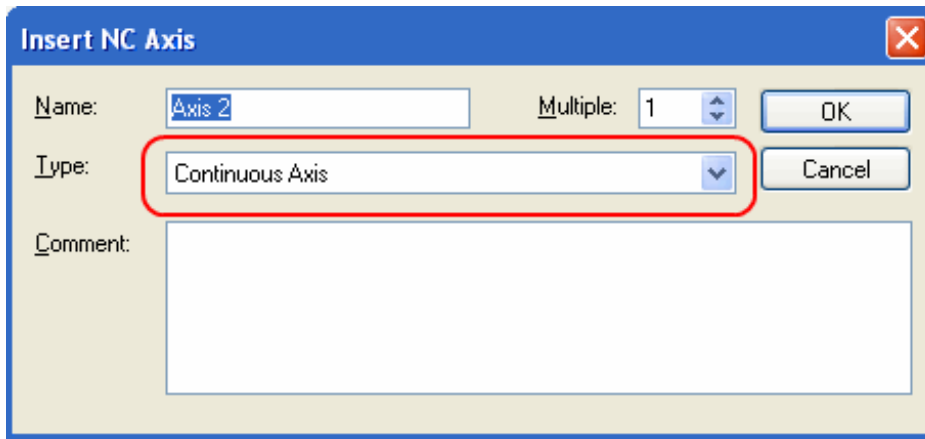 Insert NC Axis
Name: Axis 2 Multiple: 1 OK
Type: Continuous Axis Cancel
Comment: